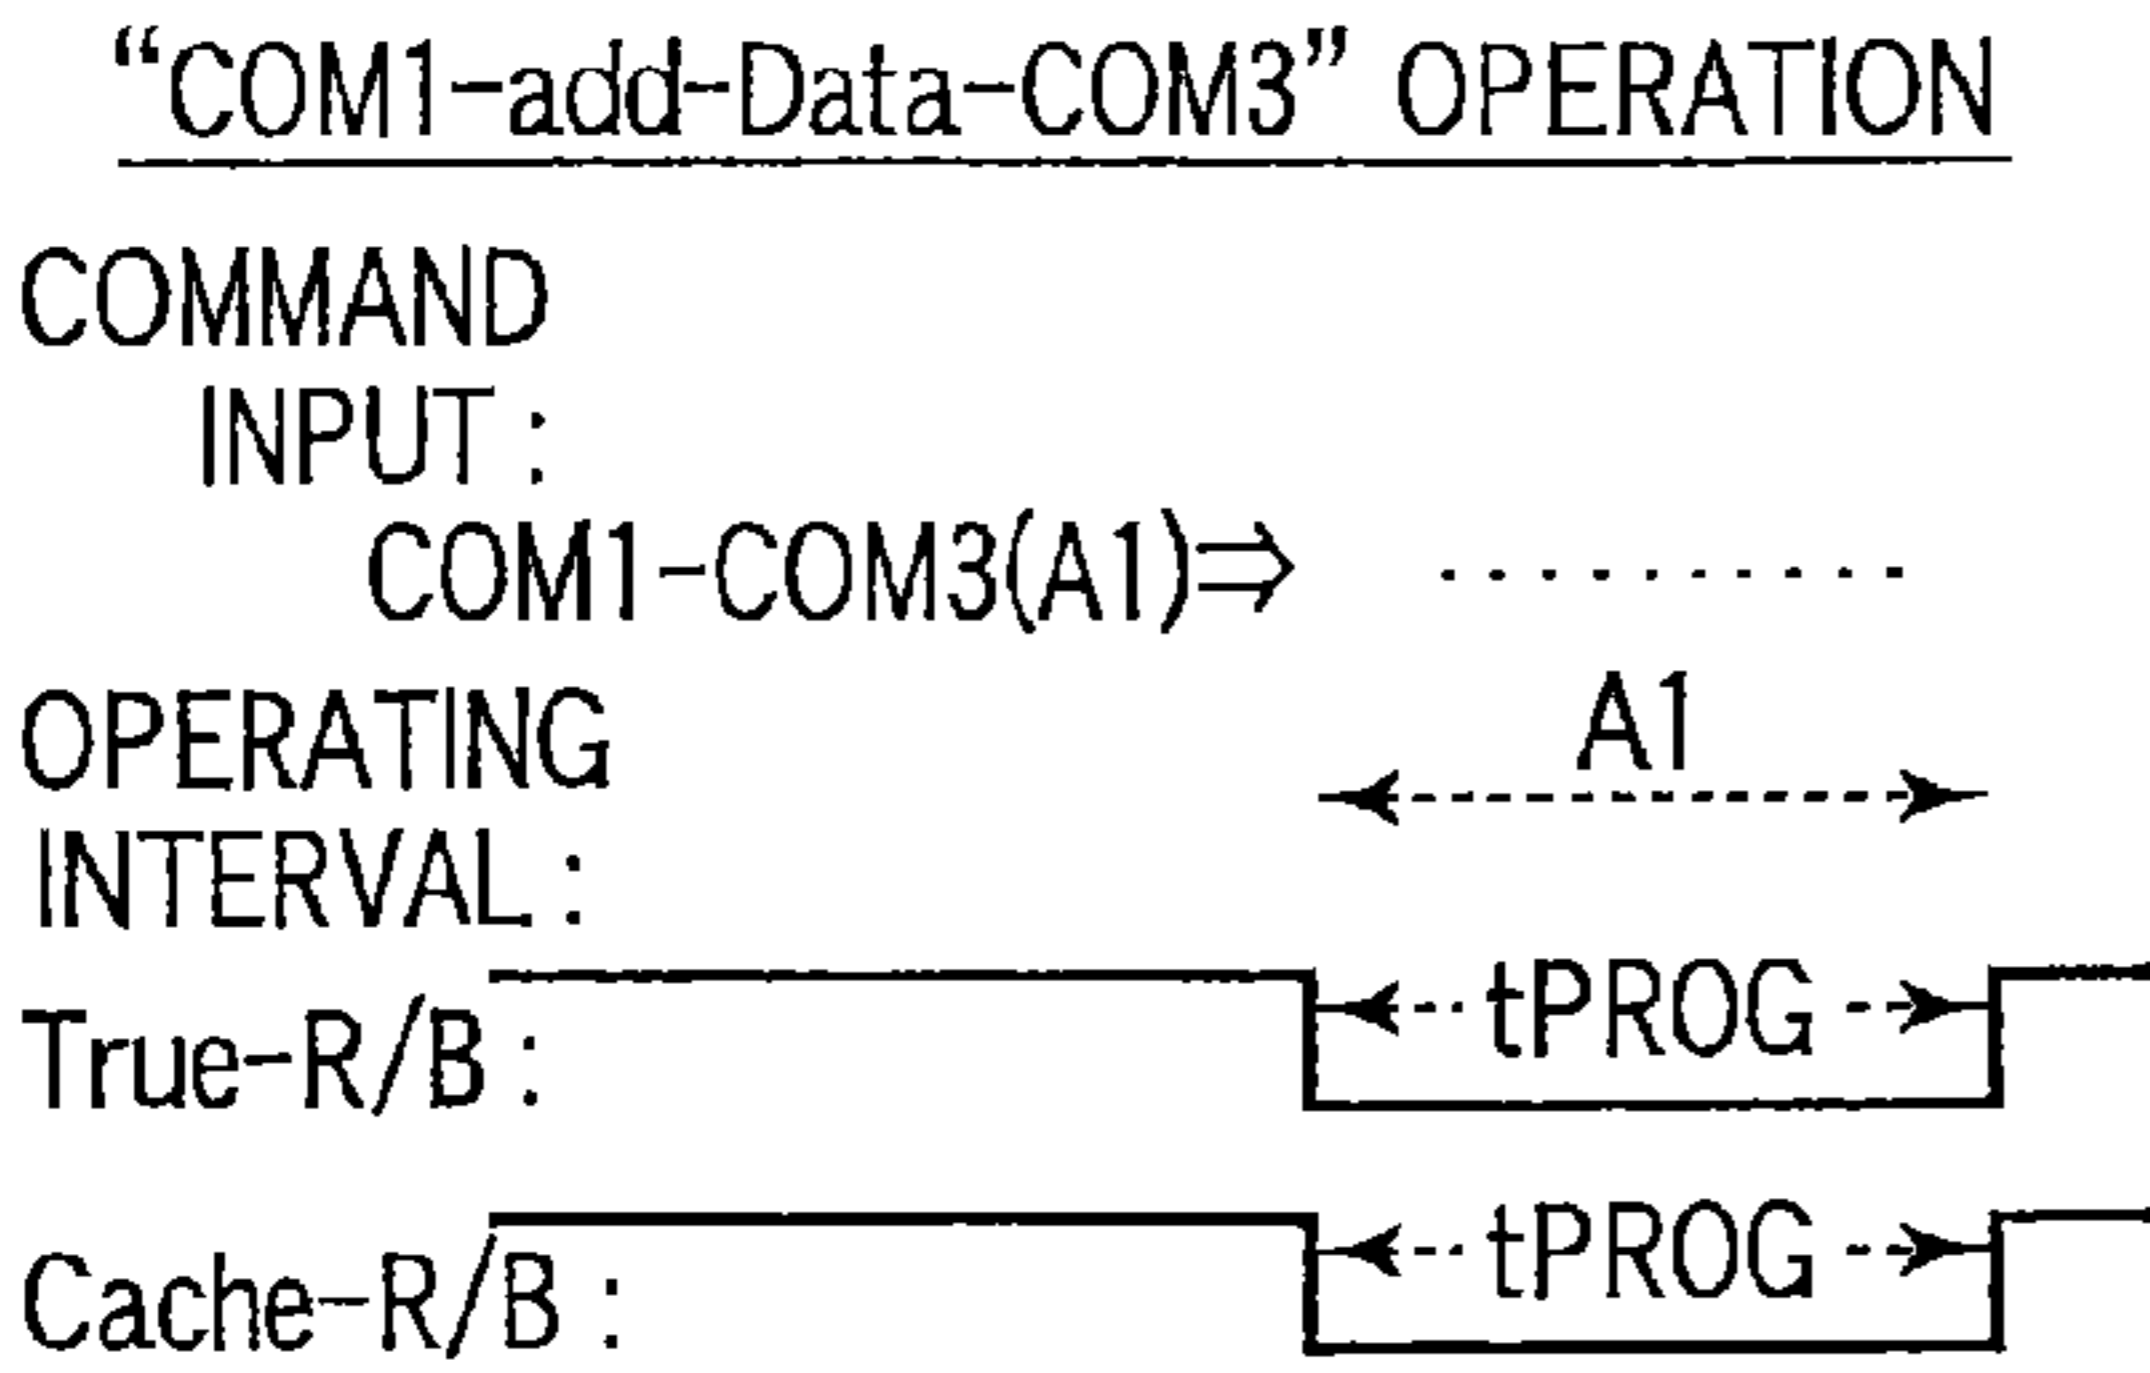 “COM1-add-Data-COM3” OPERATION
COMMAND
INPUT :
COM1-COM3(A1)⇒ ..........
OPERATING
INTERVAL :
A1
True-R/B :
tPROG
Cache-R/B :
tPROG